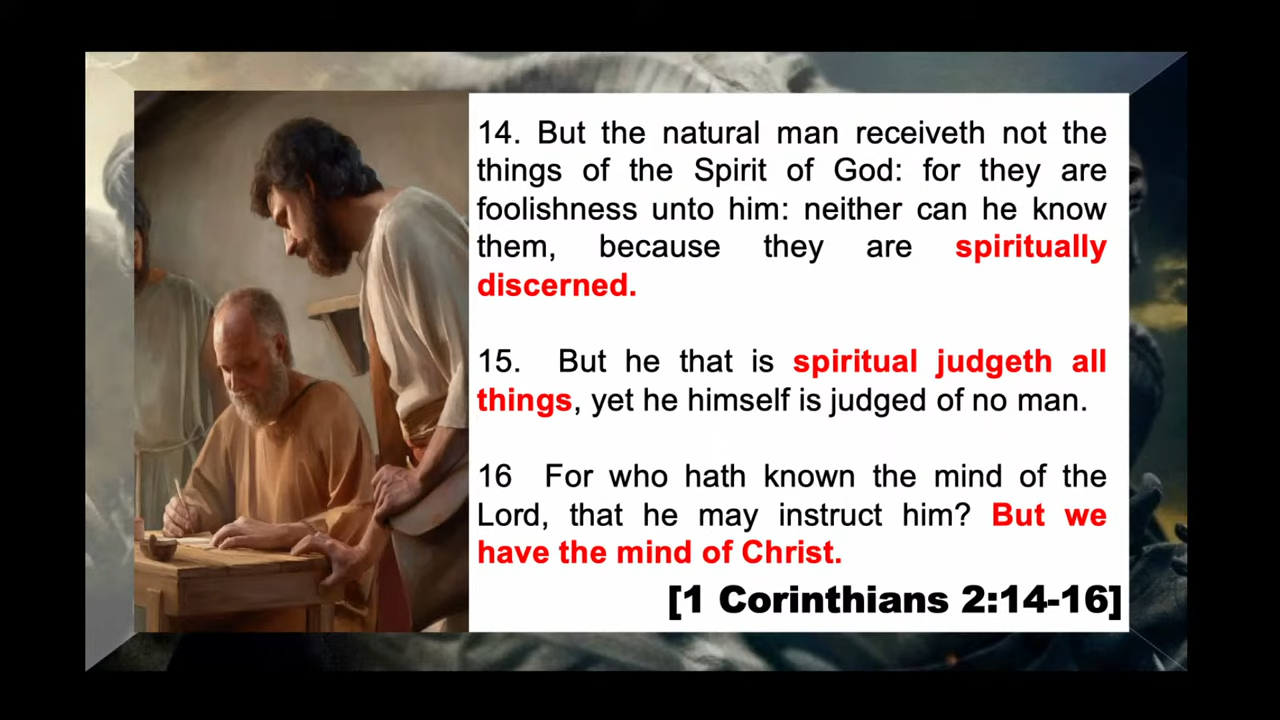 14. But the natural man receiveth not the
things of the Spirit of God: for they are
foolishness unto him: neither can he know
them, because they are spiritually
discerned.
15. But he that is spiritual judgeth all
things, yet he himself is judged of no man.
16 For who hath known the mind of the
Lord, that he may instruct him? But we
have the mind of Christ.
[1 Corinthians 2:14-16]